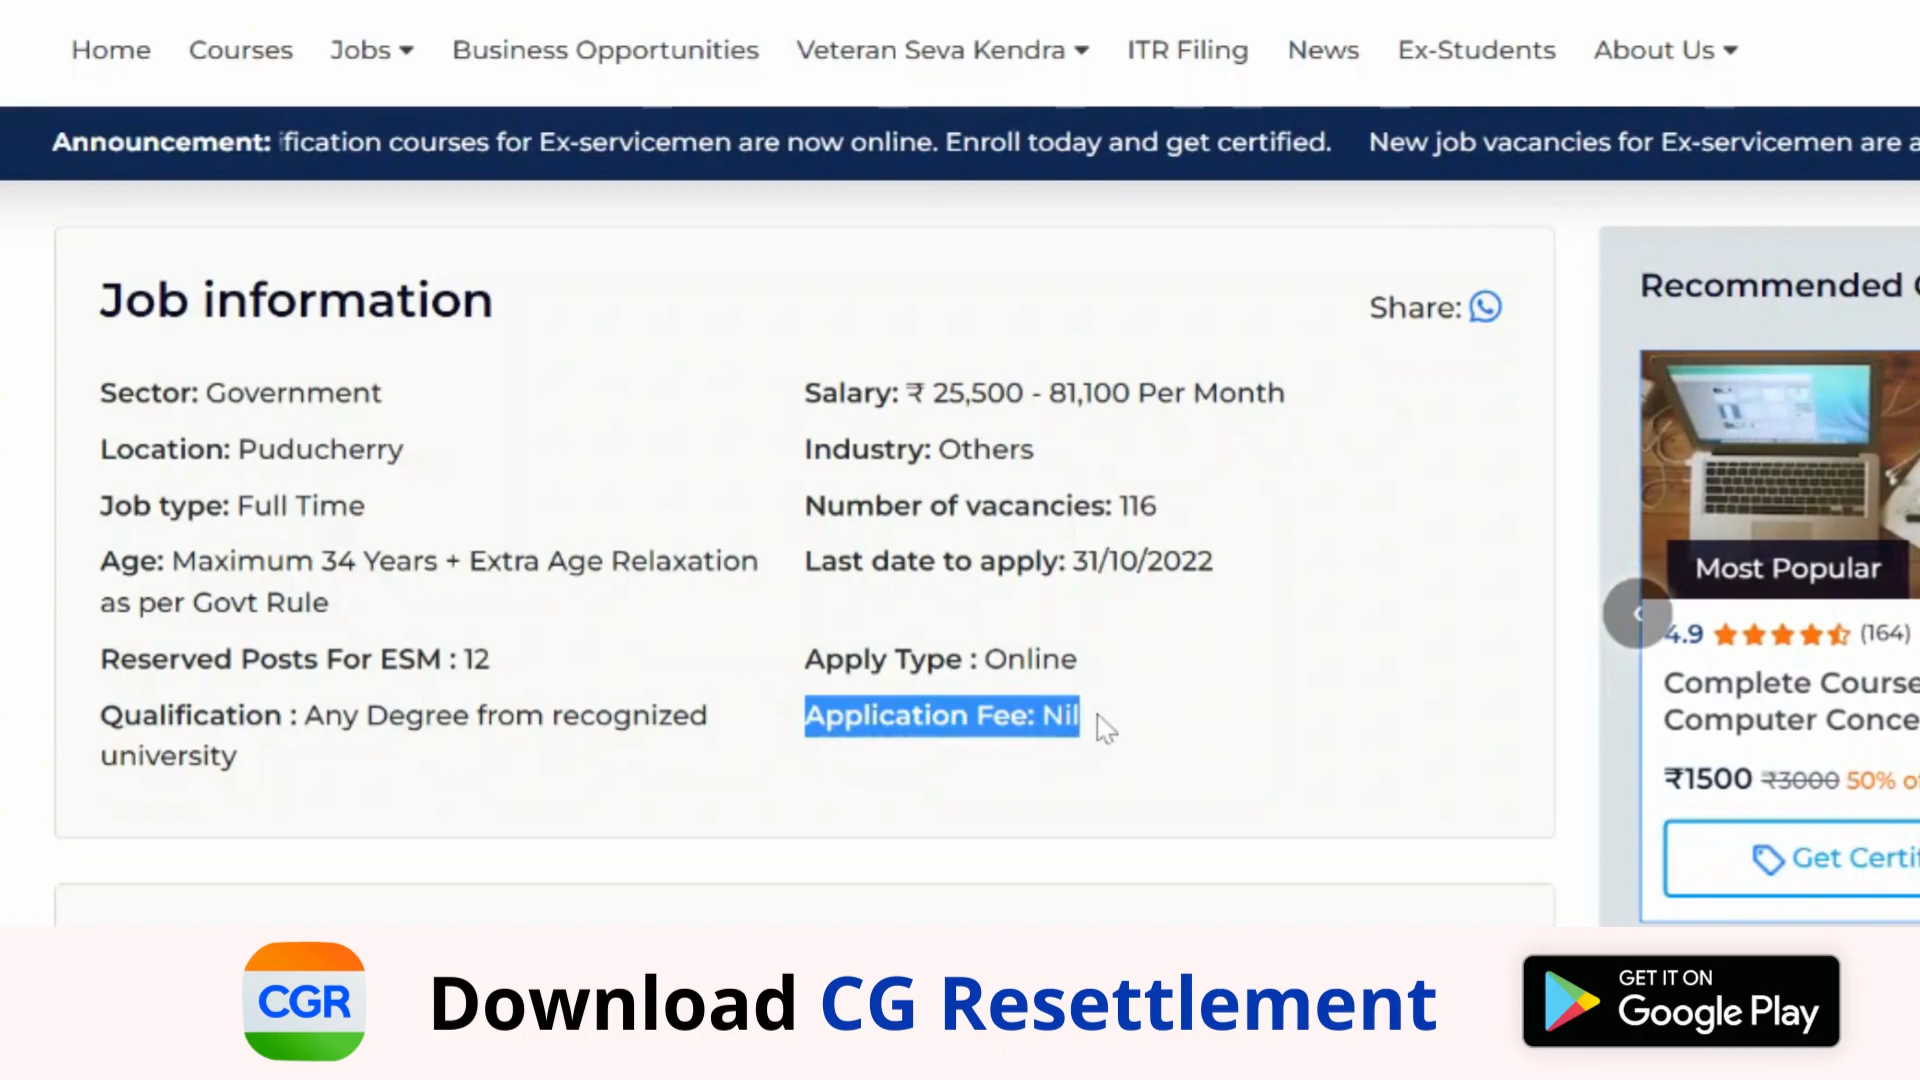 Home Courses Jobs Business Opportunities Veteran Seva Kendra ITR Filing News Ex-Students About Us
Announcement: ification courses for Ex-servicemen are now online. Enroll today and get certified. New job vacancies for Ex-servicemen are a
Job information
Share:
Sector: Government
Salary: ₹ 25,500 - 81,100 Per Month
Location: Puducherry
Industry: Others
Job type: Full Time
Number of vacancies: 116
Age: Maximum 34 Years + Extra Age Relaxation
as per Govt Rule
Last date to apply: 31/10/2022
Reserved Posts For ESM : 12
Apply Type : Online
Qualification : Any Degree from recognized
university
Application Fee: Nil
Recommended
Most Popular
4.9 (164)
Complete Course
Computer Conce
₹1500 ₹3000 50% o
Get Certif
CGR
Download CG Resettlement
GET IT ON
Google Play